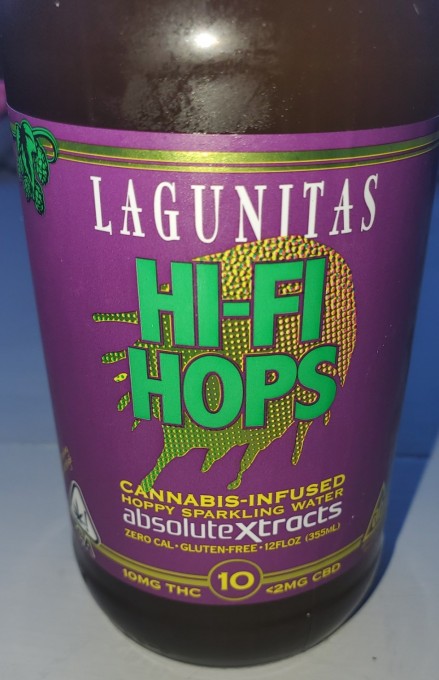 LAGUNITAS
HI-FI
HOPS
CANNABIS-INFUSED
HOPPY SPARKLING WATER
absoluteXtracts
ZERO CAL • GLUTEN-FREE • 12FLOZ (355ML)
10MG THC 10 <2MG CBD